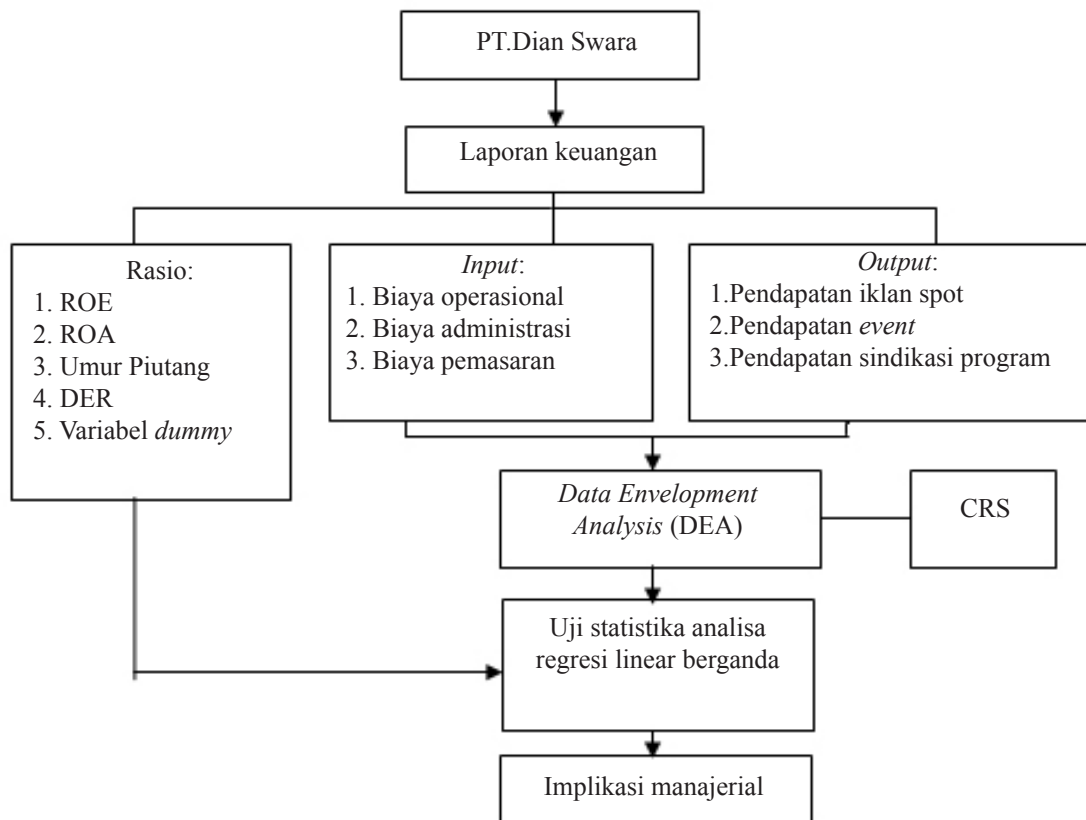 PT.Dian Swara
Laporan keuangan
Rasio:
1. ROE
2. ROA
3. Umur Piutang
4. DER
5. Variabel dummy
Input:
1. Biaya operasional
2. Biaya administrasi
3. Biaya pemasaran
Output:
1.Pendapatan iklan spot
2.Pendapatan event
3.Pendapatan sindikasi program
Data Envelopment
Analysis (DEA)
CRS
Uji statistika analisa
regresi linear berganda
Implikasi manajerial